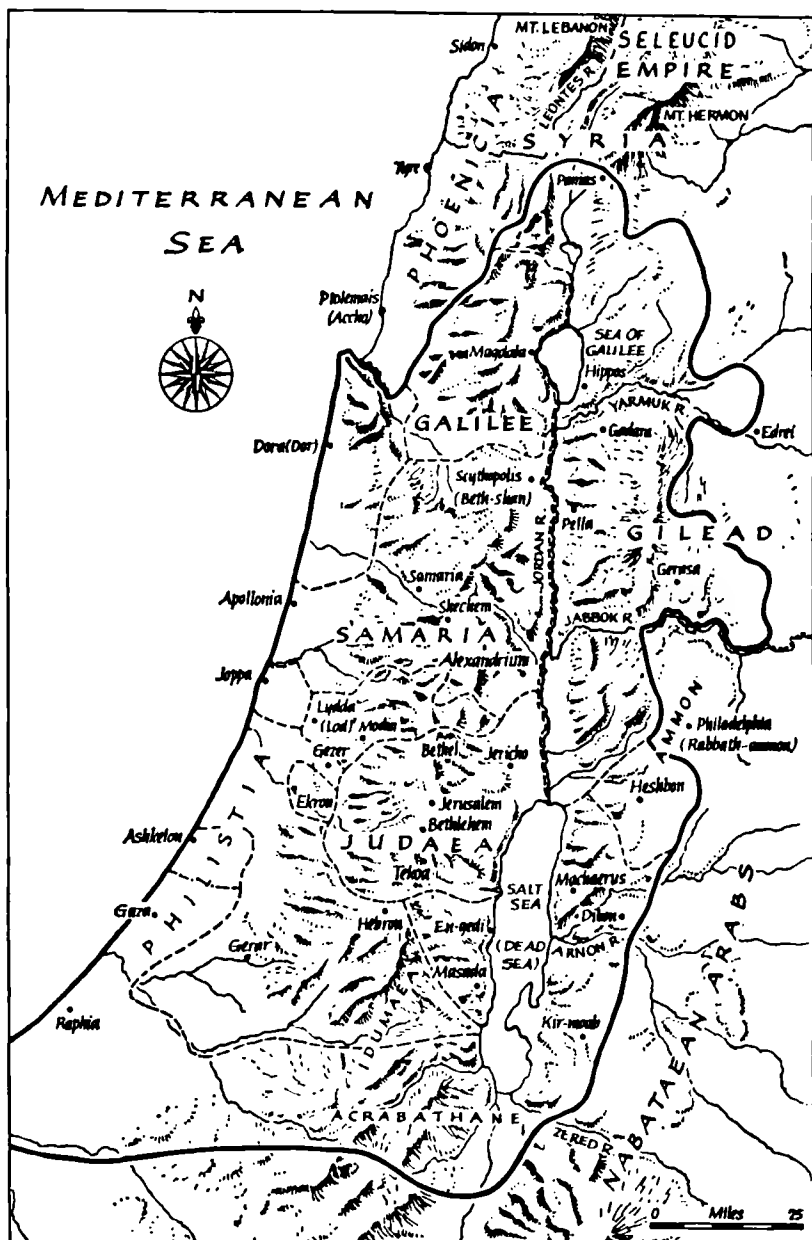 Sidon
MT. LEBANON
SELEUCID
EMPIRE
LEONTES R.
MT. HERMON
SYRIA
PHOENICIA
Tyre
Panias
MEDITERRANEAN
SEA
N
Ptolemais
(Accho)
Magdala
SEA OF
GALILEE
Hippos
YARMUK R.
GALILEE
Gadara
Edrei
Dora (Dor)
Scythopolis
(Beth-shan)
Pella
GILEAD
JORDAN R.
Samaria
Gerasa
Apollonia
Shechem
SAMARIA
JABBOK R.
Alexandrium
Joppa
AMMON
Lydda
(Lod)
Modin
Philadelphia
(Rabbath-ammon)
Gezer
Bethel
Jericho
Heshbon
Ekron
Jerusalem
Bethlehem
Ashkelon
JUDAEA
PHILISTIA
Tekoa
SALT
SEA
Machaerus
Gaza
Hebron
En-gedi
Dibon
(DEAD
SEA)
ARNON R.
Gerar
Masada
IDUMAEA
Raphia
Kir-moab
NABATAEAN ARABS
ACRABATHANE
ZERED R.
0 Miles 25